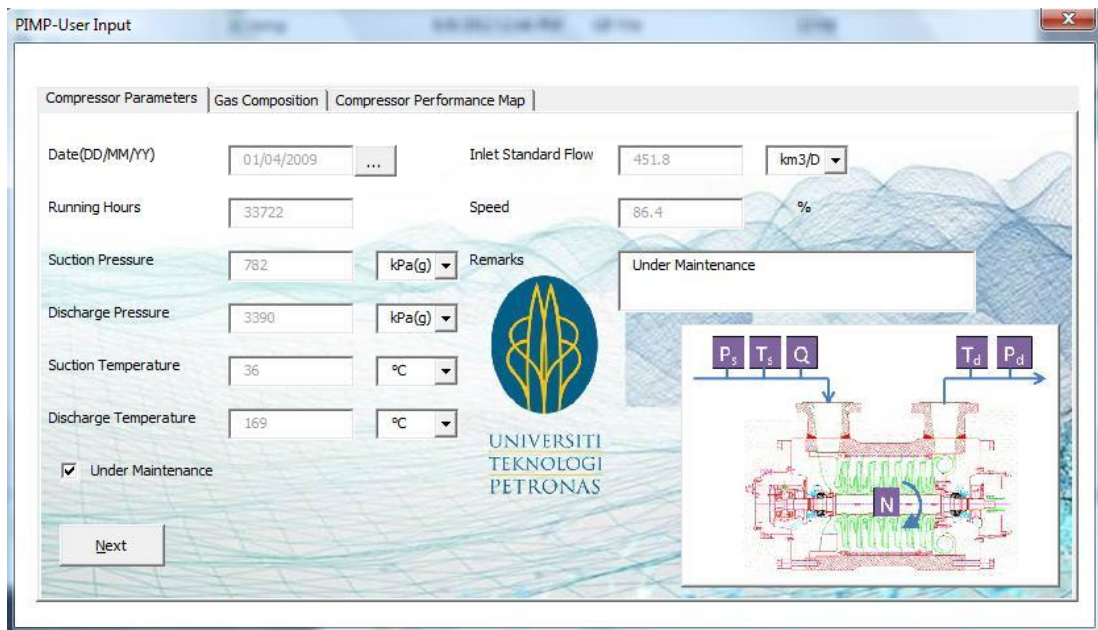 PIMP-User Input
Compressor Parameters Gas Composition Compressor Performance Map
Date(DD/MM/YY) 01/04/2009 ... Inlet Standard Flow 451.8 km3/D
Running Hours 33722 Speed 86.4 %
Suction Pressure 782 kPa(g) Remarks Under Maintenance
Discharge Pressure 3390 kPa(g)
Suction Temperature 36 ºC
Discharge Temperature 169 ºC
Under Maintenance
Next
UNIVERSITI
TEKNOLOGI
PETRONAS
Ps Ts Q Td Pd
N